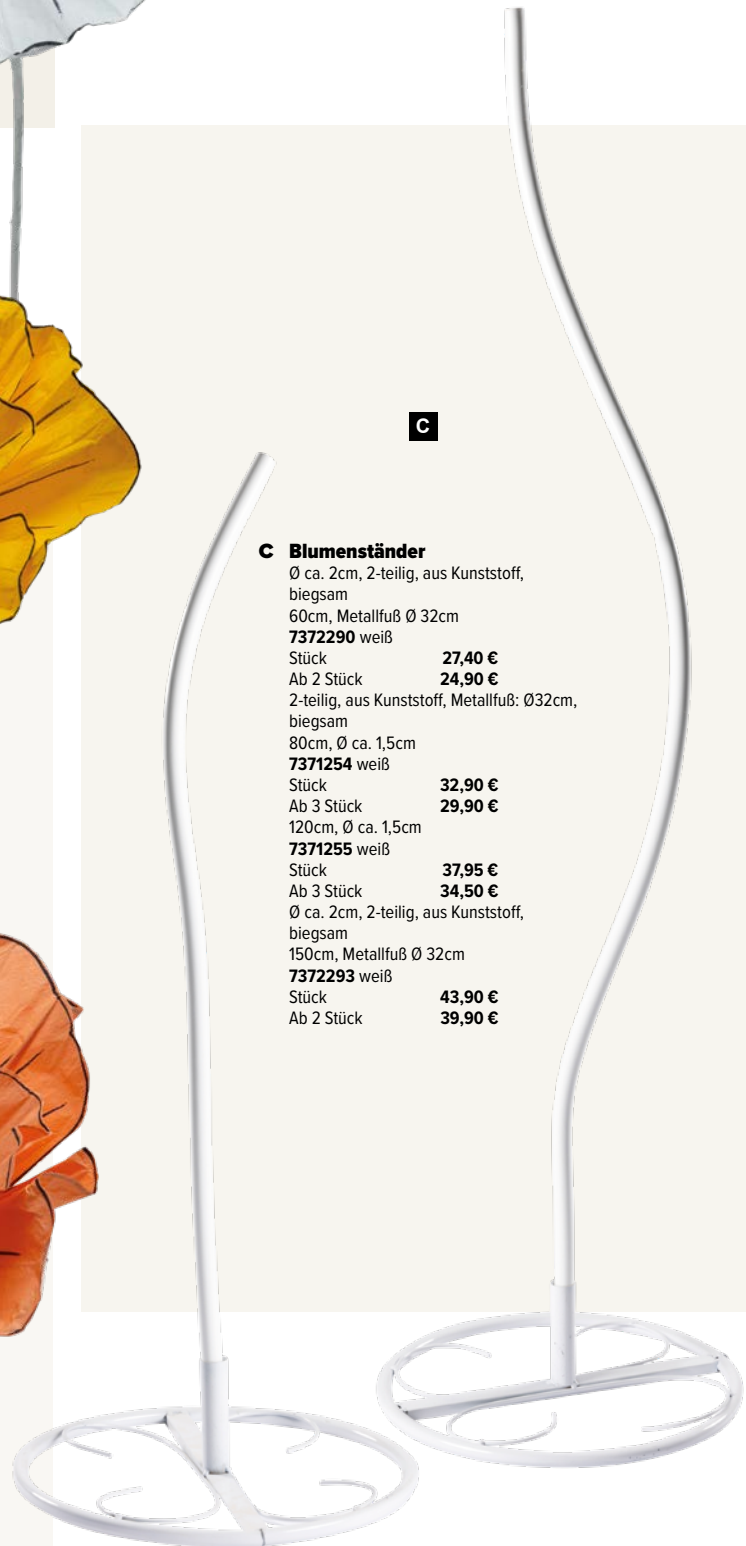 C
C Blumenständer
Ø ca. 2cm, 2-teilig, aus Kunststoff,
biegsam
60cm, Metallfuß Ø 32cm
7372290 weiß
Stück 27,40 €
Ab 2 Stück 24,90 €
2-teilig, aus Kunststoff, Metallfuß: Ø32cm,
biegsam
80cm, Ø ca. 1,5cm
7371254 weiß
Stück 32,90 €
Ab 3 Stück 29,90 €
120cm, Ø ca. 1,5cm
7371255 weiß
Stück 37,95 €
Ab 3 Stück 34,50 €
Ø ca. 2cm, 2-teilig, aus Kunststoff,
biegsam
150cm, Metallfuß Ø 32cm
7372293 weiß
Stück 43,90 €
Ab 2 Stück 39,90 €